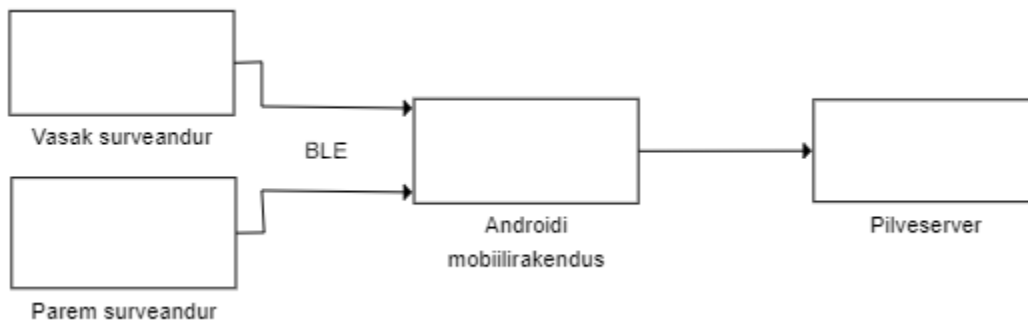 Vasak surveandur
BLE
Parem surveandur
Androidi
mobiilirakendus
Pilveserver